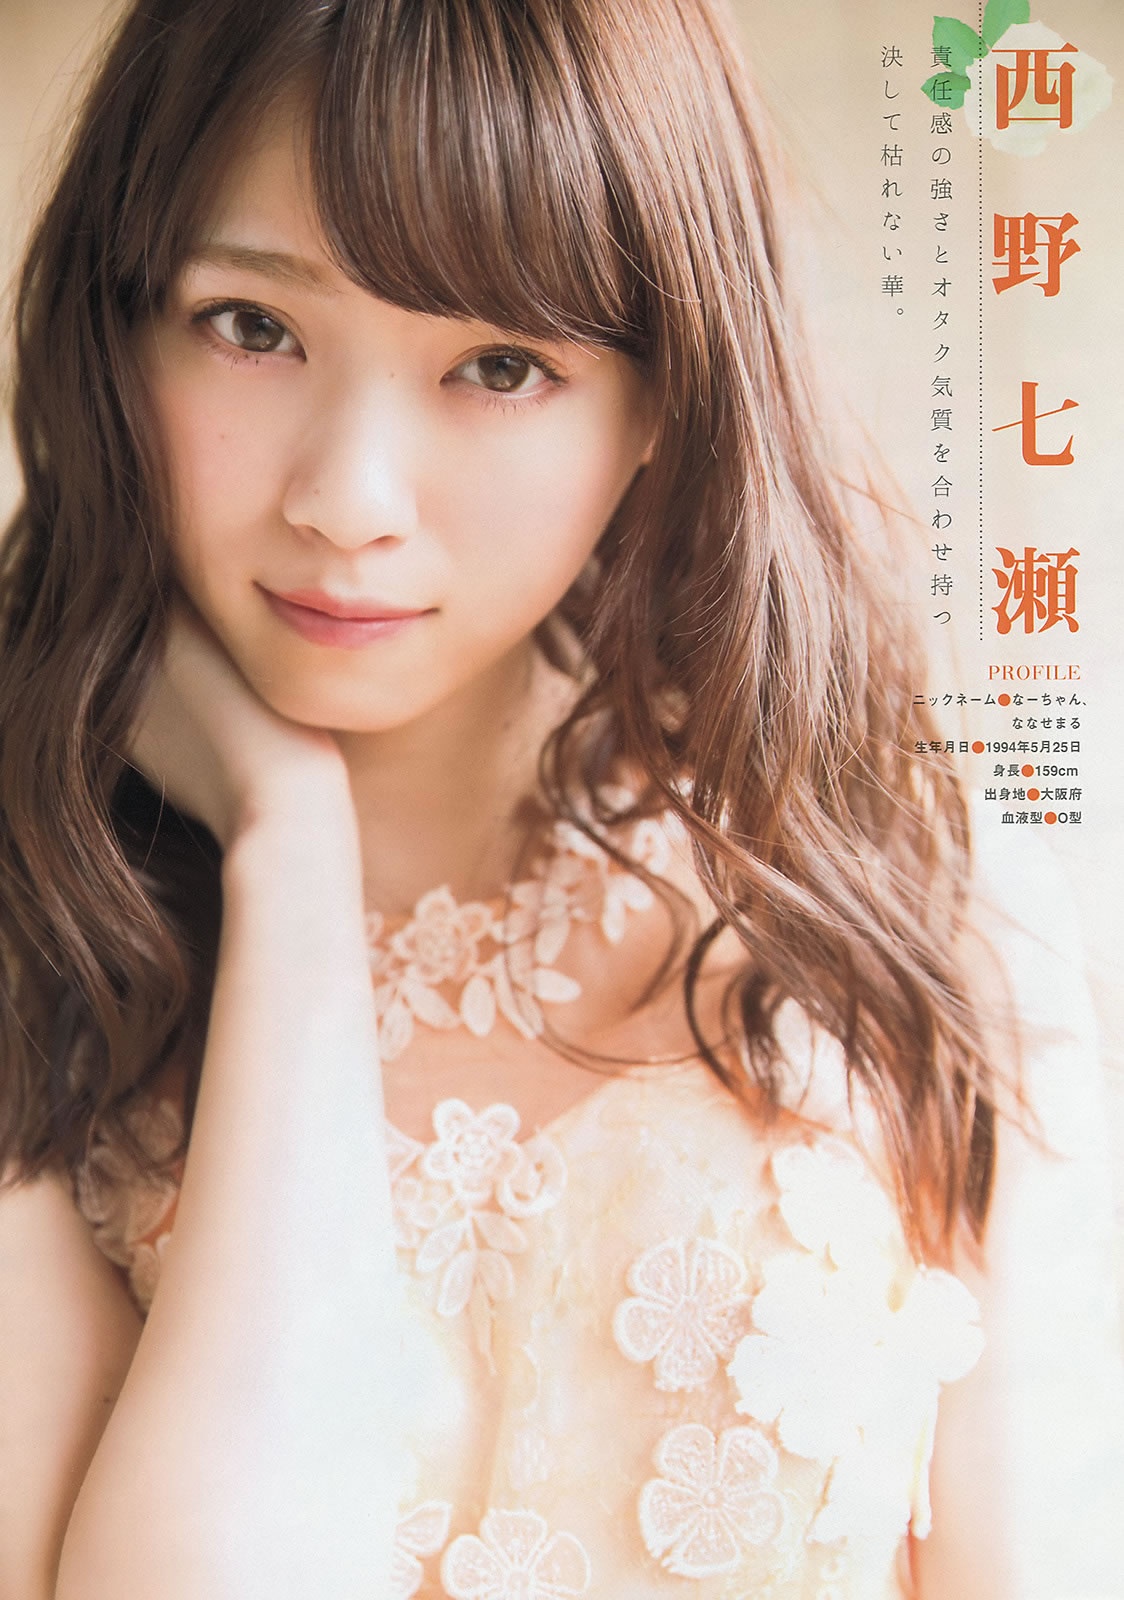 西野七瀬
責任感の強さとオタク気質を合わせ持つ
決して枯れない華。
PROFILE
ニックネーム●なーちゃん、
ななせまる
生年月日●1994年5月25日
身長●159cm
出身地●大阪府
血液型●O型